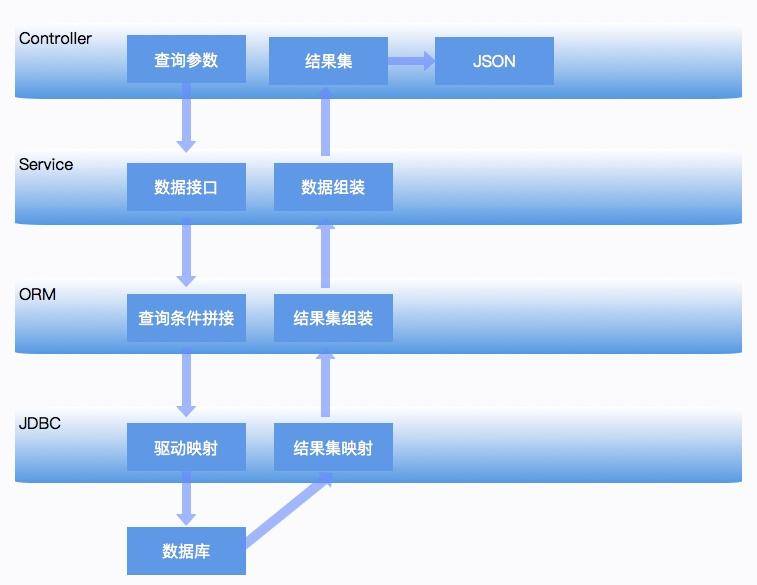 Controller
查询参数
结果集
JSON
Service
数据接口
数据组装
ORM
查询条件拼接
结果集组装
JDBC
驱动映射
结果集映射
数据库